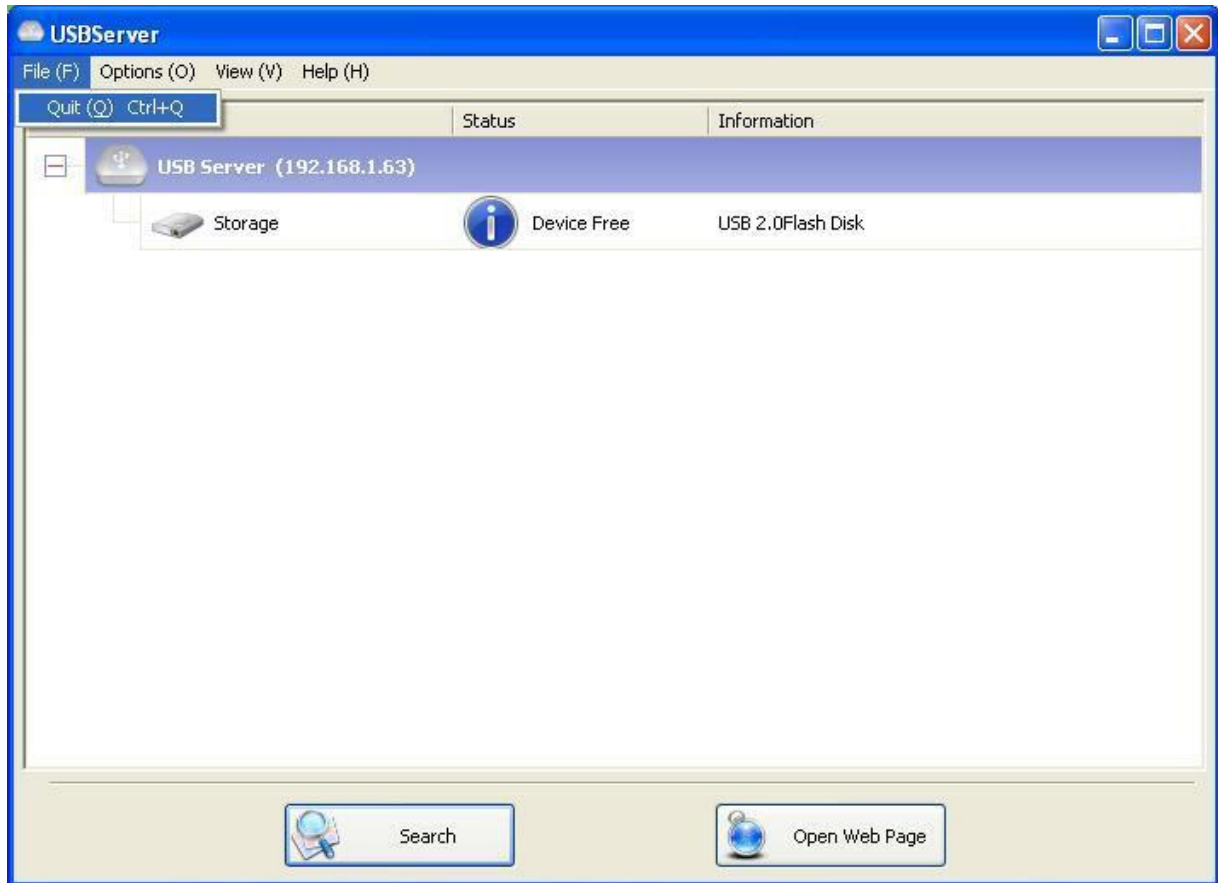 USBServer
File (F) Options (O) View (V) Help (H)
Quit (Q) Ctrl+Q
Status Information
USB Server (192.168.1.63)
Storage Device Free USB 2.0Flash Disk
Search Open Web Page